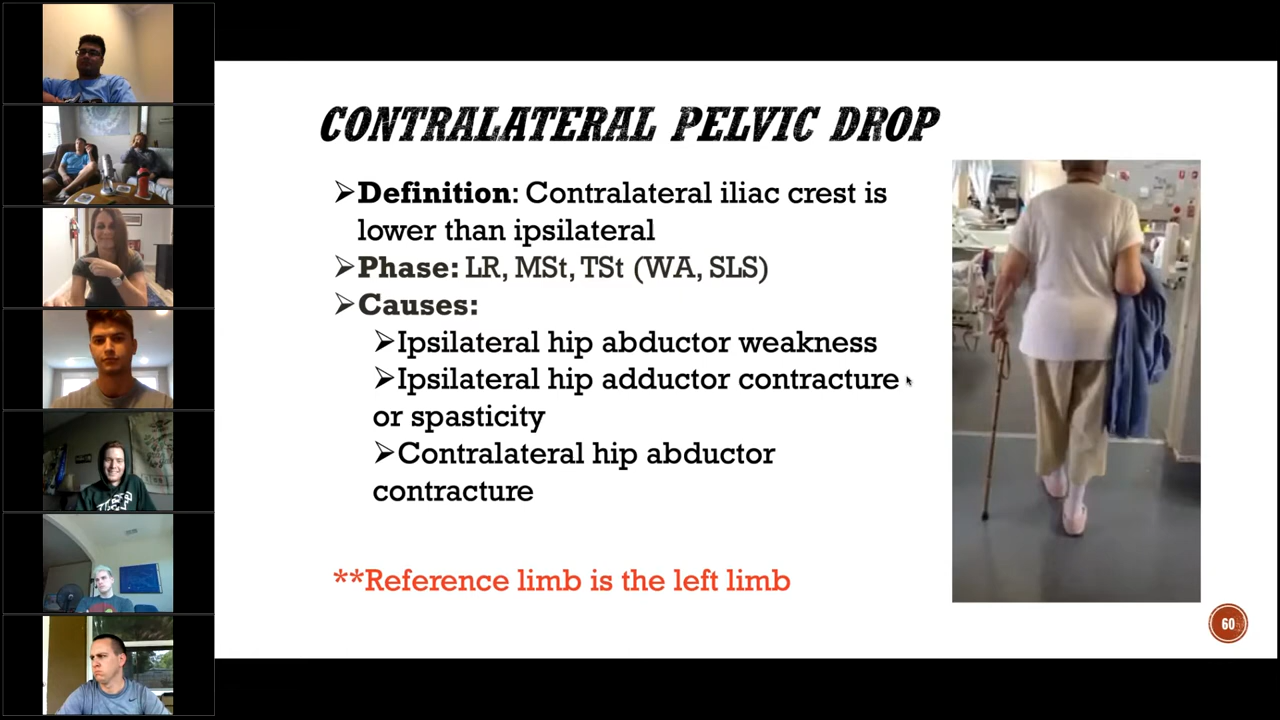 CONTRALATERAL PELVIC DROP
➢Definition: Contralateral iliac crest is
lower than ipsilateral
➢Phase: LR, MSt, TSt (WA, SLS)
➢Causes:
➢Ipsilateral hip abductor weakness
➢Ipsilateral hip adductor contracture
or spasticity
➢Contralateral hip abductor
contracture
**Reference limb is the left limb
60